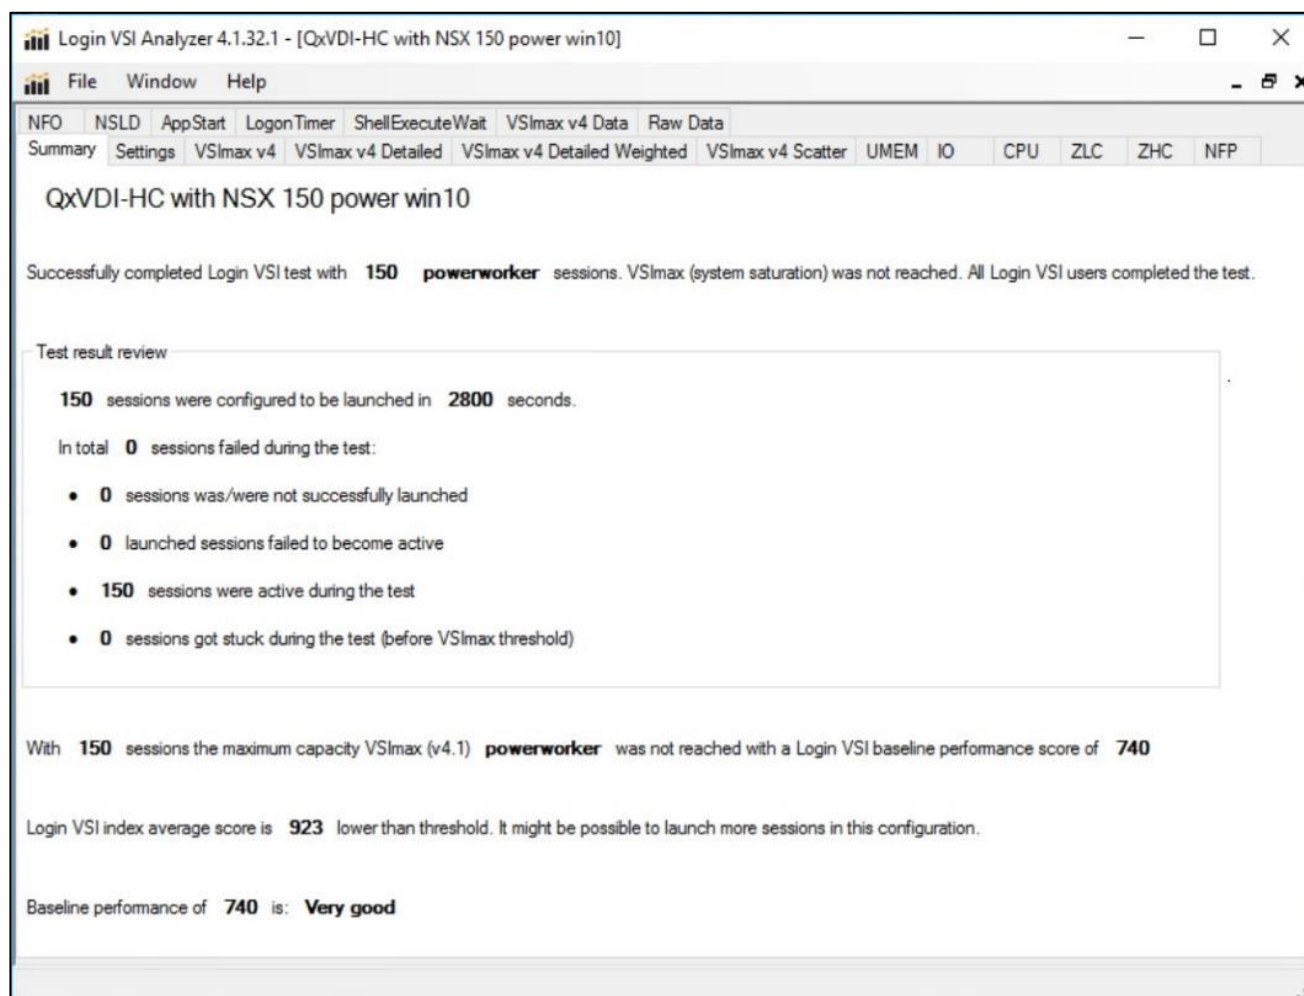 Login VSI Analyzer 4.1.32.1 - [QxVDI-HC with NSX 150 power win10]
File Window Help
NFO NSLD AppStart LogonTimer ShellExecuteWait VSImax v4 Data Raw Data
Summary Settings VSImax v4 VSImax v4 Detailed VSImax v4 Detailed Weighted VSImax v4 Scatter UMEM IO CPU ZLC ZHC NFP
QxVDI-HC with NSX 150 power win10
Successfully completed Login VSI test with 150 powerworker sessions. VSImax (system saturation) was not reached. All Login VSI users completed the test.
Test result review
150 sessions were configured to be launched in 2800 seconds.
In total 0 sessions failed during the test:
• 0 sessions was/were not successfully launched
• 0 launched sessions failed to become active
• 150 sessions were active during the test
• 0 sessions got stuck during the test (before VSImax threshold)
With 150 sessions the maximum capacity VSImax (v4.1) powerworker was not reached with a Login VSI baseline performance score of 740
Login VSI index average score is 923 lower than threshold. It might be possible to launch more sessions in this configuration.
Baseline performance of 740 is: Very good